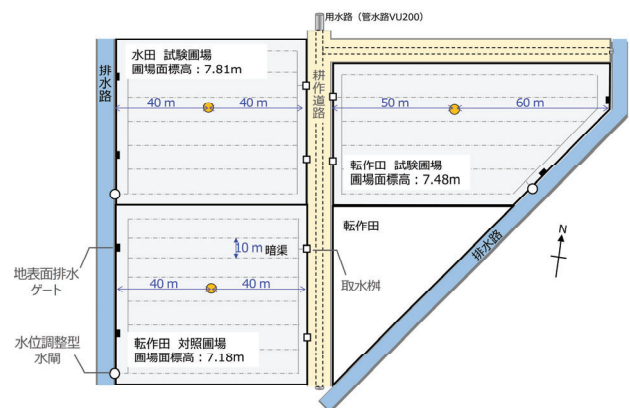 用水路（管水路VU200）
水田 試験圃場
圃場面標高：7.81m
排水路
耕作道路
40 m
40 m
50 m
60 m
転作田 試験圃場
圃場面標高：7.48m
転作田
排水路
N
10 m
暗渠
地表面排水
ゲート
取水桝
40 m
40 m
水位調整型
水閘
転作田 対照圃場
圃場面標高：7.18m